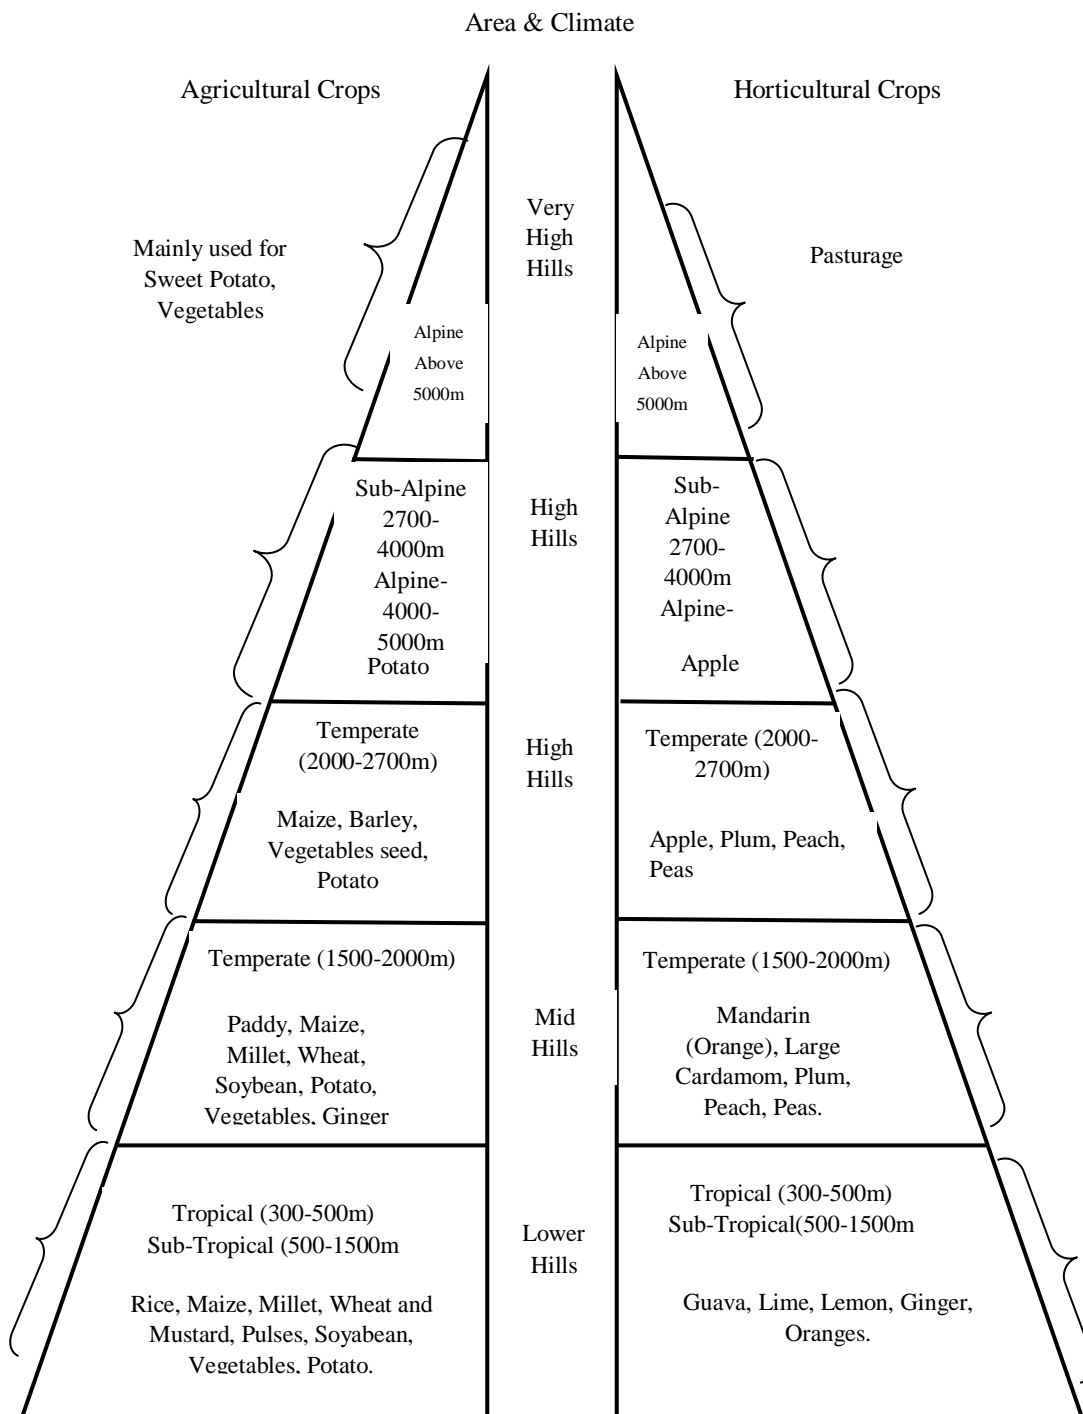 Area & Climate
Agricultural Crops
Horticultural Crops
Very
High
Hills
Mainly used for
Sweet Potato,
Vegetables
Pasturage
Alpine
Above
5000m
Alpine
Above
5000m
Sub-Alpine
2700-
4000m
Alpine-
4000-
5000m
Potato
High
Hills
Sub-
Alpine
2700-
4000m
Alpine-
Apple
Temperate
(2000-2700m)
Maize, Barley,
Vegetables seed,
Potato
High
Hills
Temperate (2000-
2700m)
Apple, Plum, Peach,
Peas
Temperate (1500-2000m)
Paddy, Maize,
Millet, Wheat,
Soybean, Potato,
Vegetables, Ginger
Mid
Hills
Temperate (1500-2000m)
Mandarin
(Orange), Large
Cardamom, Plum,
Peach, Peas.
Tropical (300-500m)
Sub-Tropical (500-1500m
Rice, Maize, Millet, Wheat and
Mustard, Pulses, Soyabean,
Vegetables, Potato.
Lower
Hills
Tropical (300-500m)
Sub-Tropical(500-1500m
Guava, Lime, Lemon, Ginger,
Oranges.